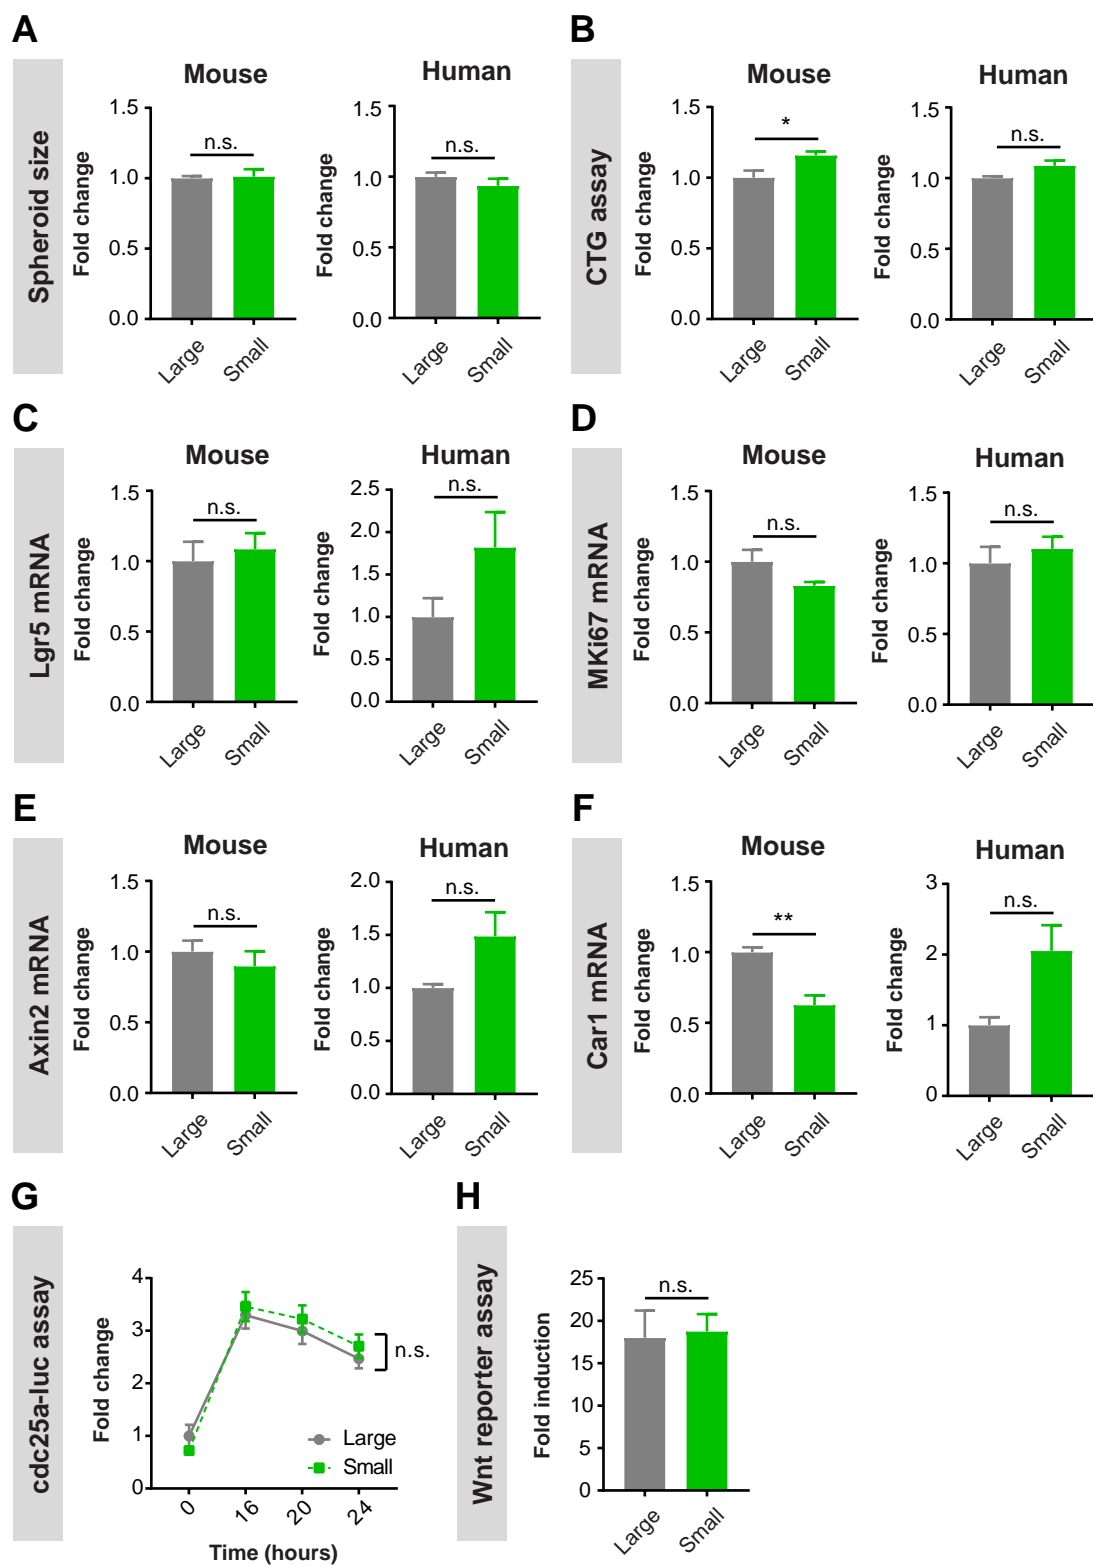 A
Spheroid size
Mouse
Fold change
1.5
1.0
0.5
0.0
n.s.
Large
Small
Human
Fold change
1.5
1.0
0.5
0.0
n.s.
Large
Small
B
CTG assay
Mouse
Fold change
1.5
1.0
0.5
0.0
*
Large
Small
Human
Fold change
1.5
1.0
0.5
0.0
n.s.
Large
Small
C
Lgr5 mRNA
Mouse
Fold change
1.5
1.0
0.5
0.0
n.s.
Large
Small
Human
Fold change
2.5
2.0
1.5
1.0
0.5
0.0
n.s.
Large
Small
D
MKi67 mRNA
Mouse
Fold change
1.5
1.0
0.5
0.0
n.s.
Large
Small
Human
Fold change
1.5
1.0
0.5
0.0
n.s.
Large
Small
E
Axin2 mRNA
Mouse
Fold change
1.5
1.0
0.5
0.0
n.s.
Large
Small
Human
Fold change
2.0
1.5
1.0
0.5
0.0
n.s.
Large
Small
F
Car1 mRNA
Mouse
Fold change
1.5
1.0
0.5
0.0
**
Large
Small
Human
Fold change
3
2
1
0
n.s.
Large
Small
G
cdc25a-luc assay
Fold change
4
3
2
1
0
n.s.
Large
Small
0
16
20
24
Time (hours)
H
Wnt reporter assay
Fold induction
25
20
15
10
5
0
n.s.
Large
Small